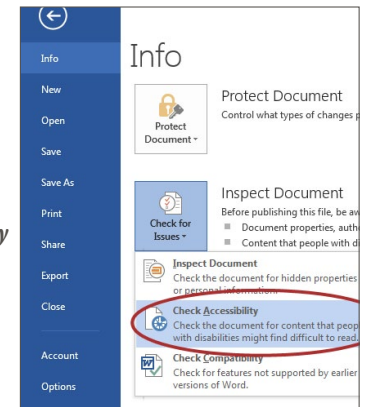 Info
New
Open
Save
Save As
Print
Share
Export
Close
Account
Options
Info
Protect
Document
Protect Document
Control what types of changes
Check for
Issues
Inspect Document
Before publishing this file, be aw
Document properties, auth
Content that people with di
Inspect Document
Check the document for hidden properties
or personal information.
Check Accessibility
Check the document for content that peop
with disabilities might find difficult to read.
Check Compatibility
Check for features not supported by earlier
versions of Word.
y